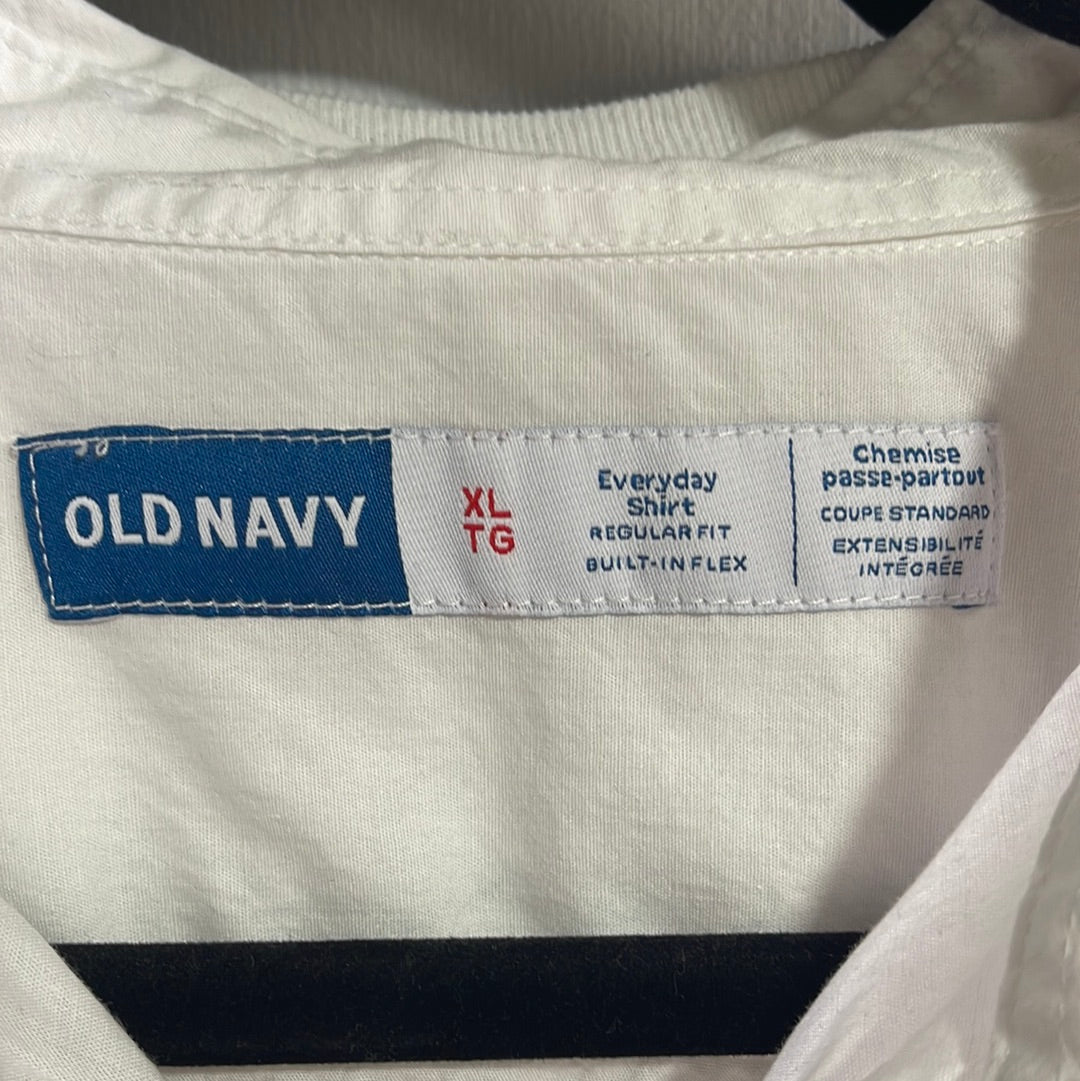 OLD NAVY
XL
TG
Everyday
Shirt
REGULAR FIT
BUILT-IN FLEX
Chemise
passe-partout
COUPE STANDARD
EXTENSIBILITÉ
INTÉGRÉE